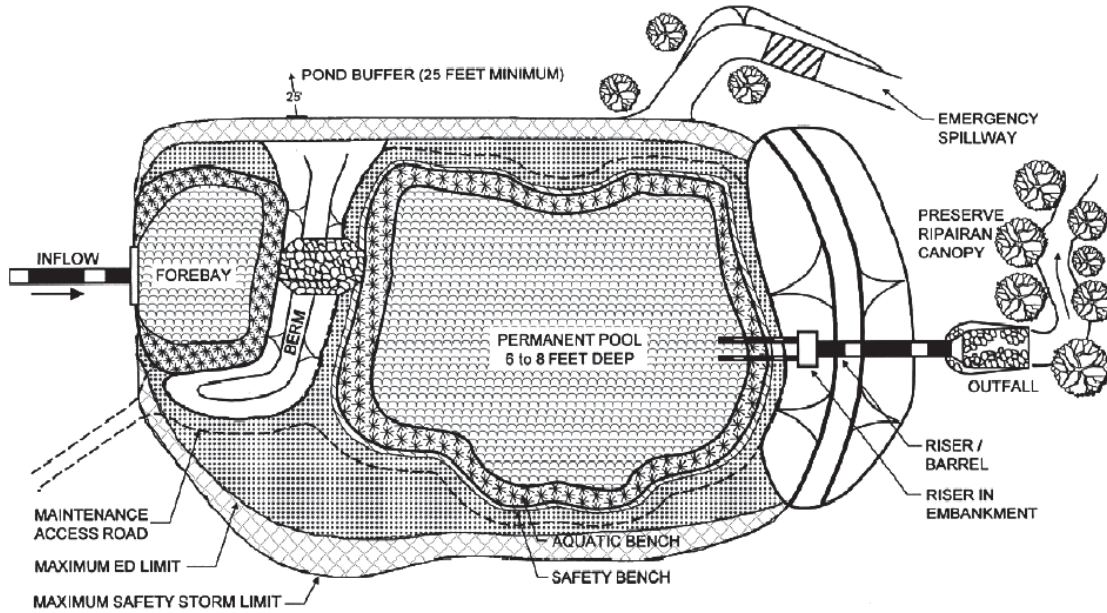 POND BUFFER (25 FEET MINIMUM)
25'
EMERGENCY
SPILLWAY
PRESERVE
RIPAIRAN
CANOPY
INFLOW
FOREBAY
BERM
PERMANENT POOL
6 to 8 FEET DEEP
OUTFALL
RISER /
BARREL
RISER IN
EMBANKMENT
MAINTENANCE
ACCESS ROAD
AQUATIC BENCH
MAXIMUM ED LIMIT
SAFETY BENCH
MAXIMUM SAFETY STORM LIMIT